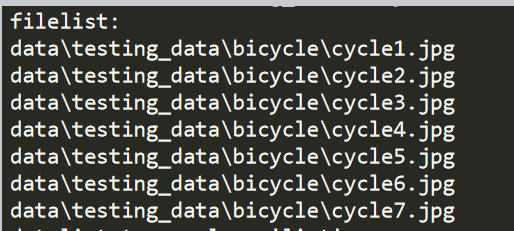 filelist:
data\testing_data\bicycle\cycle1.jpg
data\testing_data\bicycle\cycle2.jpg
data\testing_data\bicycle\cycle3.jpg
data\testing_data\bicycle\cycle4.jpg
data\testing_data\bicycle\cycle5.jpg
data\testing_data\bicycle\cycle6.jpg
data\testing_data\bicycle\cycle7.jpg